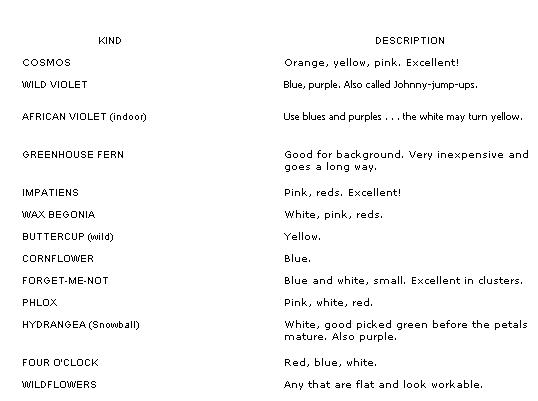 KIND DESCRIPTION
COSMOS Orange, yellow, pink. Excellent!
WILD VIOLET Blue, purple. Also called Johnny-jump-ups.
AFRICAN VIOLET (indoor) Use blues and purples . . . the white may turn yellow.
GREENHOUSE FERN Good for background. Very inexpensive and
goes a long way.
IMPATIENS Pink, reds. Excellent!
WAX BEGONIA White, pink, reds.
BUTTERCUP (wild) Yellow.
CORNFLOWER Blue.
FORGET-ME-NOT Blue and white, small. Excellent in clusters.
PHLOX Pink, white, red.
HYDRANGEA (Snowball) White, good picked green before the petals
mature. Also purple.
FOUR O'CLOCK Red, blue, white.
WILDFLOWERS Any that are flat and look workable.